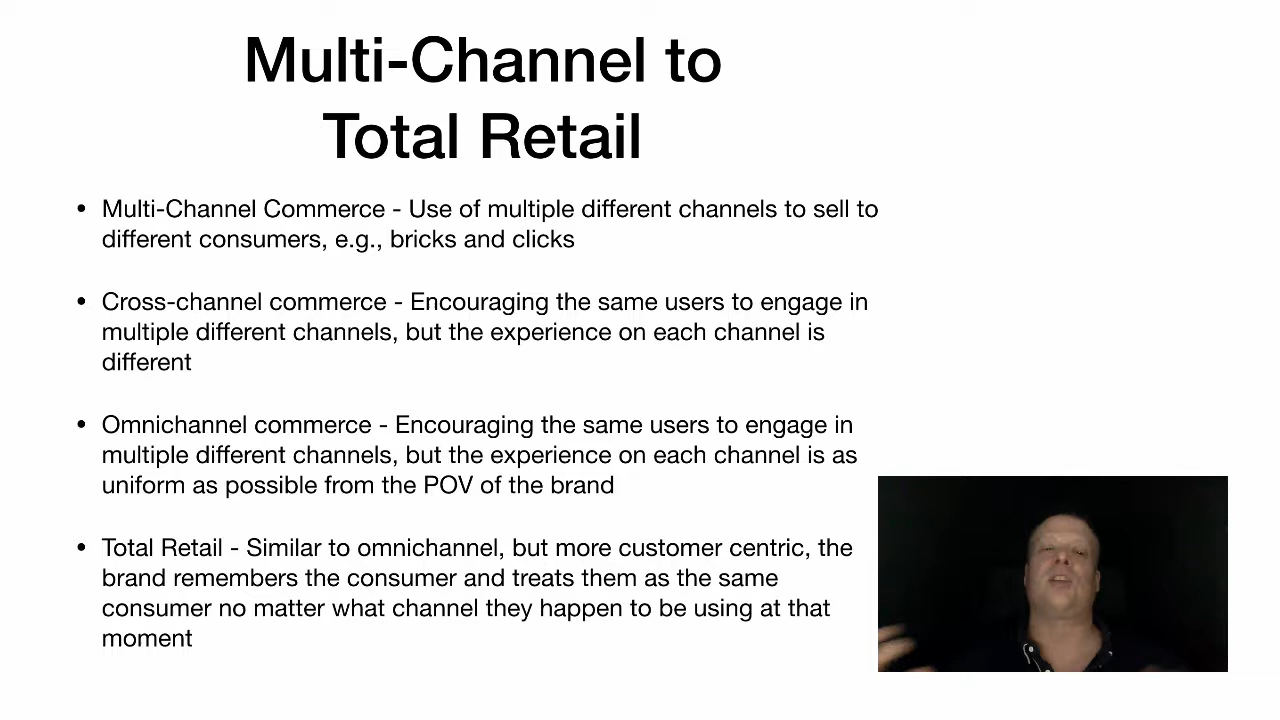 Multi-Channel to
Total Retail
• Multi-Channel Commerce - Use of multiple different channels to sell to
different consumers, e.g., bricks and clicks
• Cross-channel commerce - Encouraging the same users to engage in
multiple different channels, but the experience on each channel is
different
• Omnichannel commerce - Encouraging the same users to engage in
multiple different channels, but the experience on each channel is as
uniform as possible from the POV of the brand
• Total Retail - Similar to omnichannel, but more customer centric, the
brand remembers the consumer and treats them as the same
consumer no matter what channel they happen to be using at that
moment